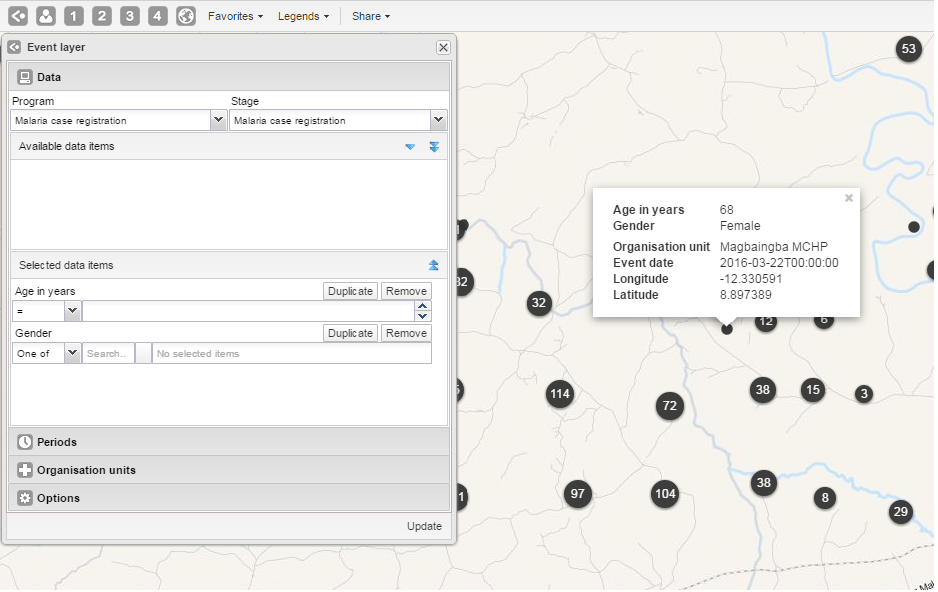 1 2 3 4 Favorites Legends Share
Event layer
Data
Program Stage
Malaria case registration Malaria case registration
Available data items
Selected data items
Age in years Duplicate Remove
=
Gender Duplicate Remove
One of Search.. No selected items
Periods
Organisation units
Options
Update
53
Age in years 68
Gender Female
Organisation unit Magbaingba MCHP
Event date 2016-03-22T00:00:00
Longitude -12.330591
Latitude 8.897389
32
12
6
114
72
38
15
3
97
104
38
8
29